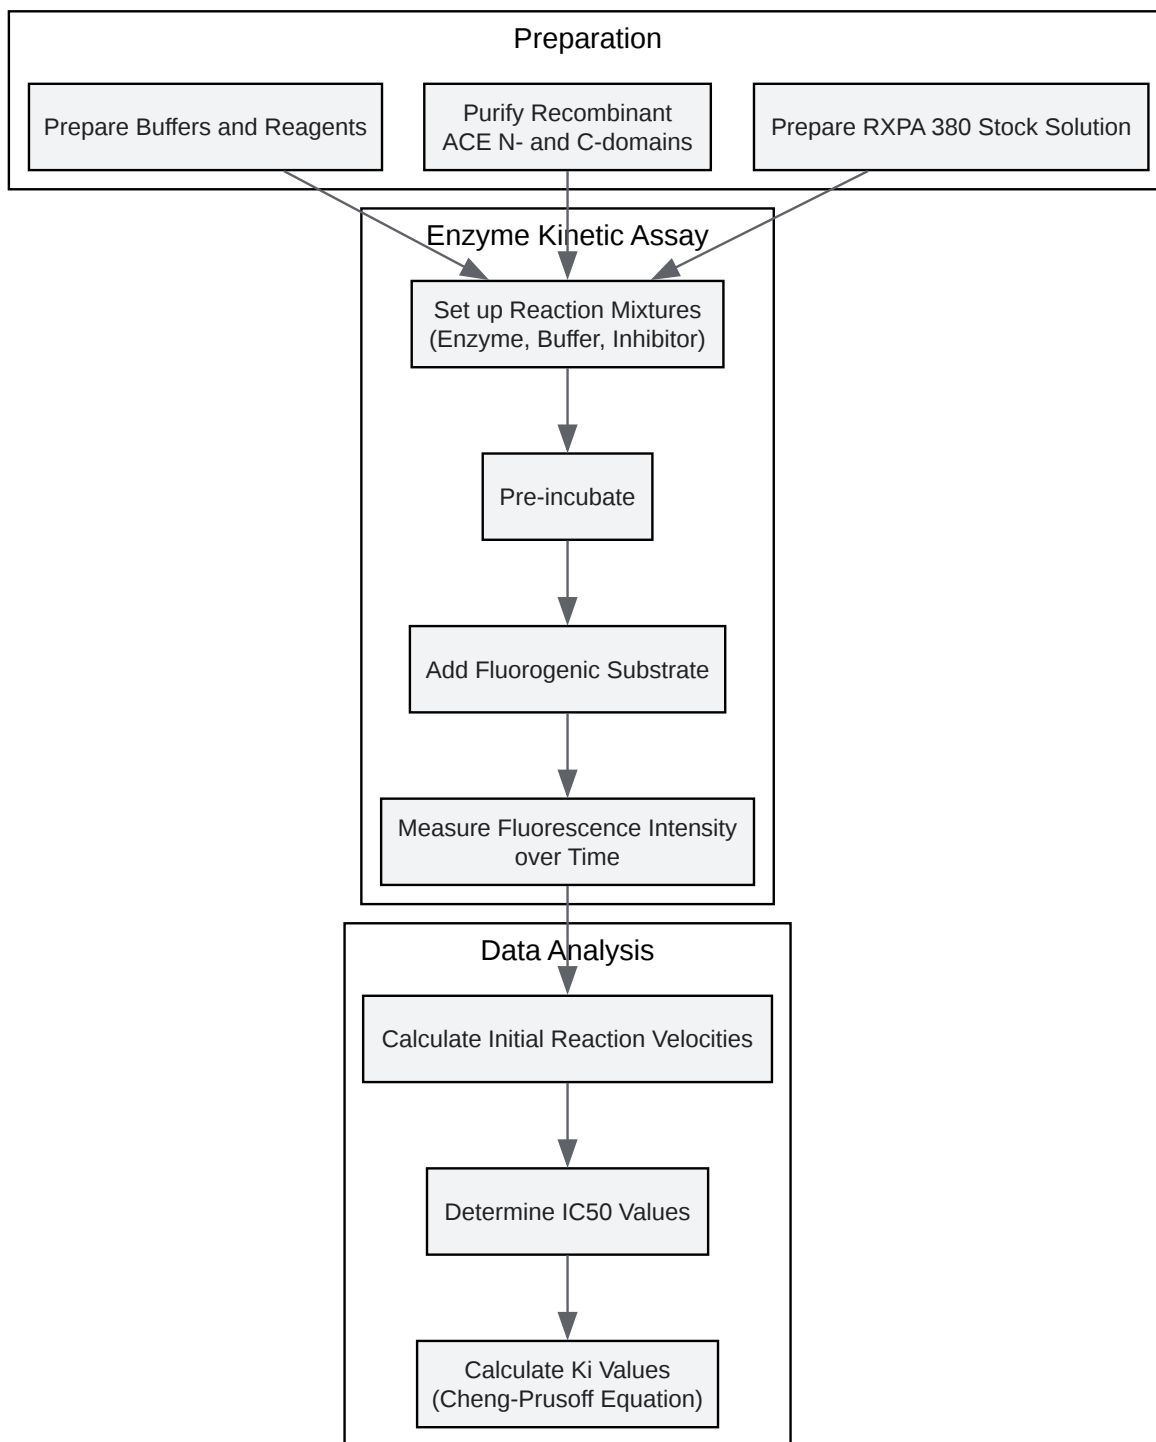 Preparation
Prepare Buffers and Reagents
Purify Recombinant
ACE N- and C-domains
Prepare RXPA 380 Stock Solution
Enzyme Kinetic Assay
Set up Reaction Mixtures
(Enzyme, Buffer, Inhibitor)
Pre-incubate
Add Fluorogenic Substrate
Measure Fluorescence Intensity
over Time
Data Analysis
Calculate Initial Reaction Velocities
Determine IC50 Values
Calculate Ki Values
(Cheng-Prusoff Equation)